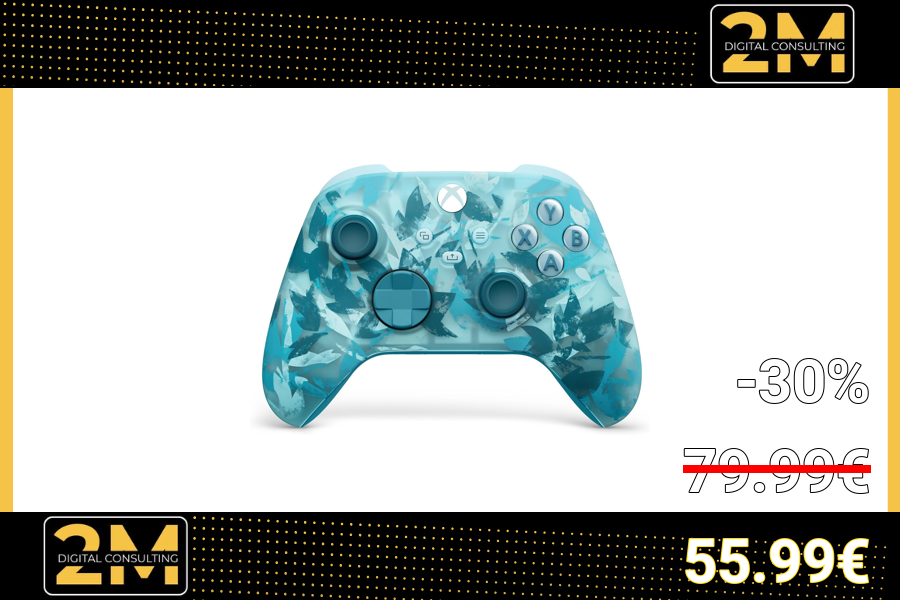 2M
DIGITAL CONSULTING
Y
X
B
A
-30%
79.99€
2M
DIGITAL CONSULTING
55.99€